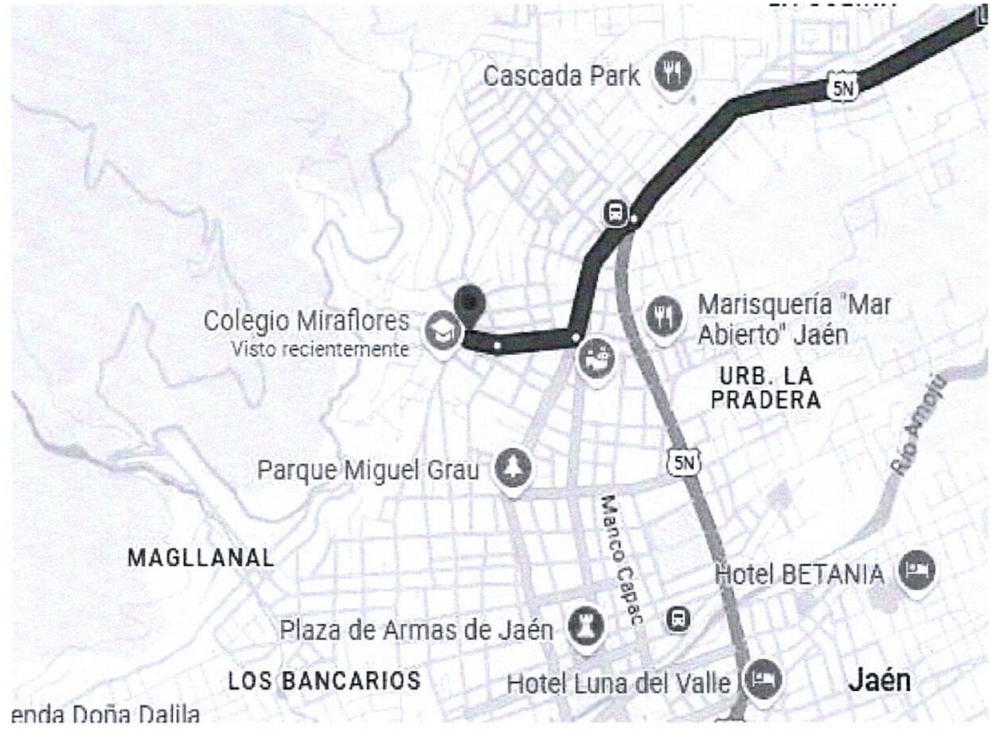 Cascada Park
5N
Colegio Miraflores
Visto recientemente
Marisquería "Mar
Abierto" Jaén
URB. LA
PRADERA
Río Amojú
Parque Miguel Grau
5N
Manco Capac
MAGLLANAL
Hotel BETANIA
Plaza de Armas de Jaén
LOS BANCARIOS
Hotel Luna del Valle
Jaén
enda Doña Dalila